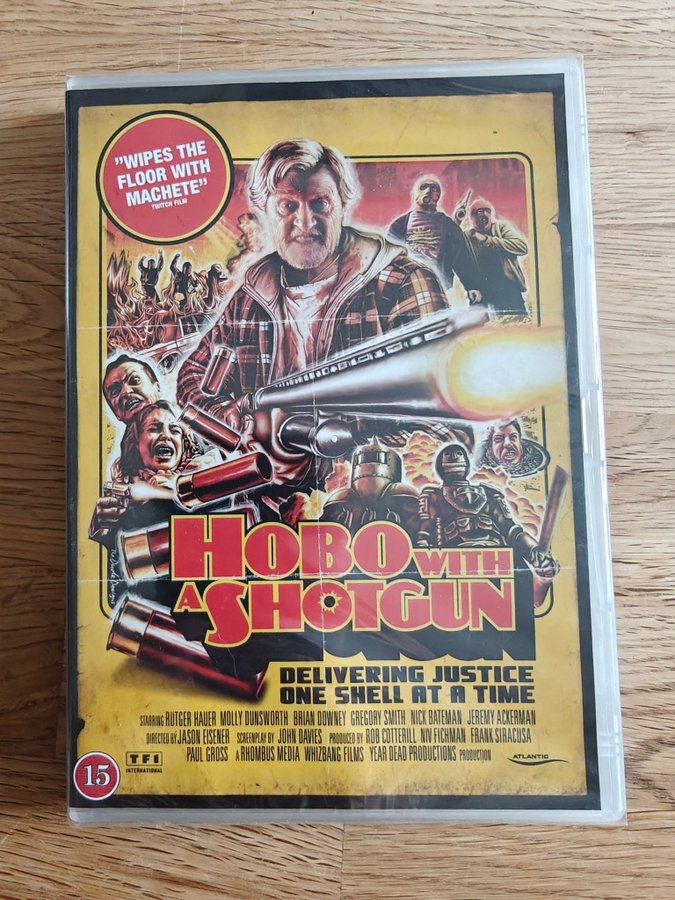 ”WIPES THE
FLOOR WITH
MACHETE”
TWITCH FILM
HOBO WITH
A SHOTGUN
DELIVERING JUSTICE
ONE SHELL AT A TIME
STARRING RUTGER HAUER MOLLY DUNSWORTH BRIAN DOWNEY GREGORY SMITH NICK BATEMAN JEREMY ACKERMAN
DIRECTED BY JASON EISENER SCREENPLAY BY JOHN DAVIES PRODUCED BY ROB COTTERILL NIV FICHMAN FRANK SIRACUSA
PAUL GROSS A RHOMBUS MEDIA WHIZBANG FILMS YEAR DEAD PRODUCTIONS PRODUCTION
15
TF1
INTERNATIONAL
ATLANTIC